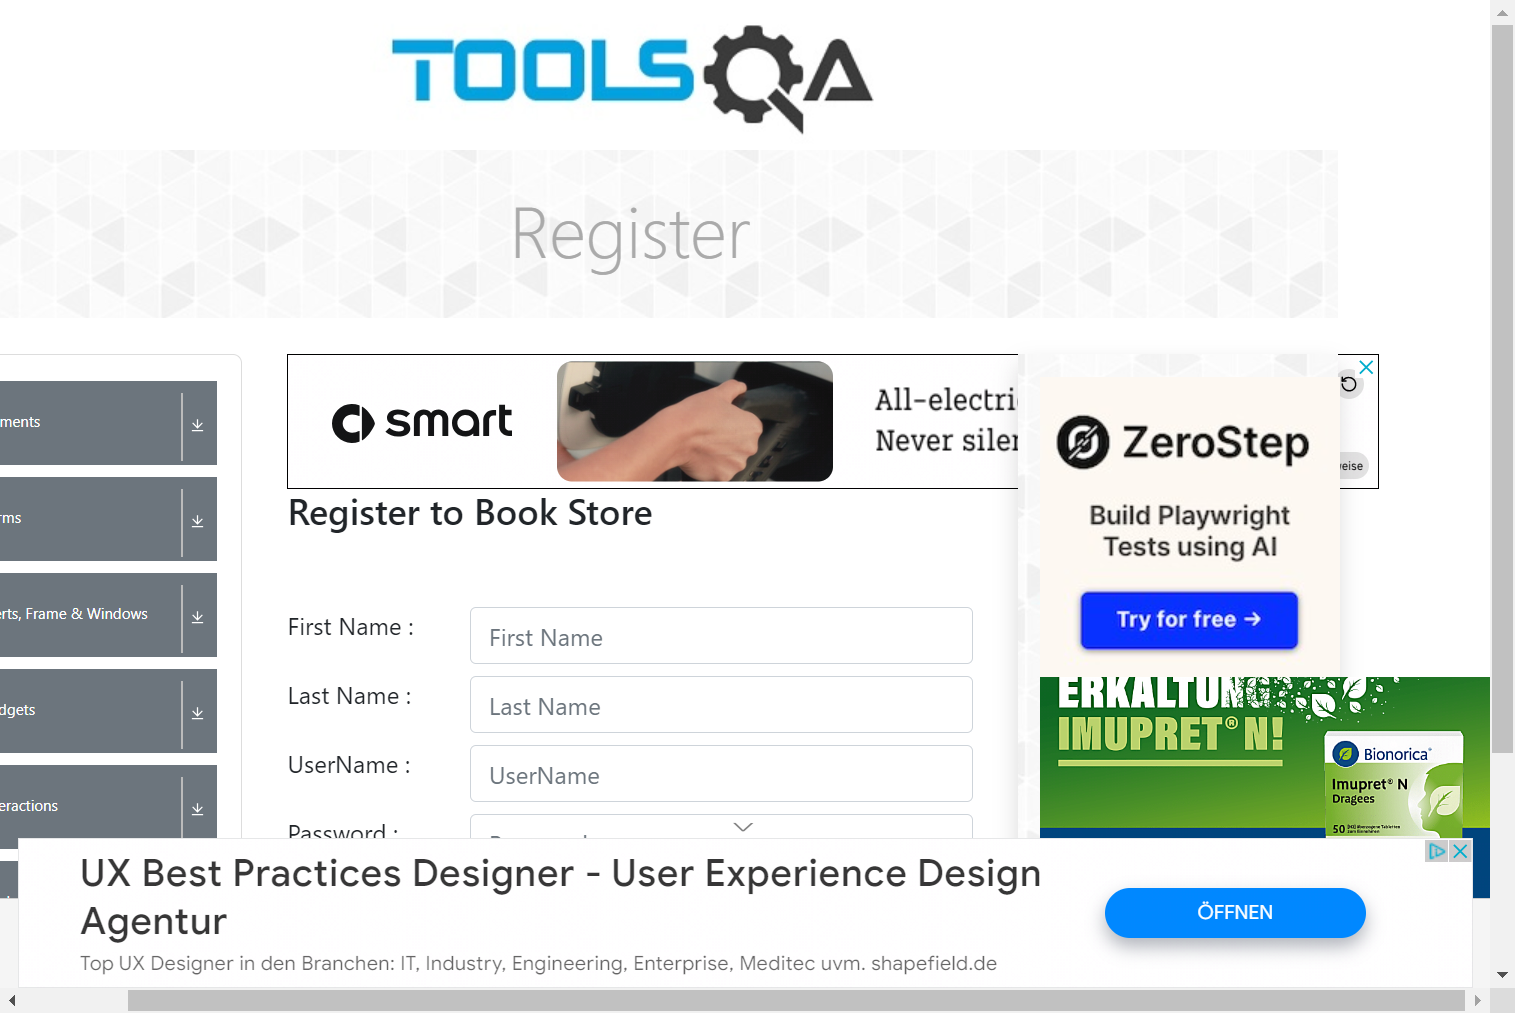 TOOLSQA
Register
ments
rms
erts, Frame & Windows
dgets
eractions
smart
All-electri
Never siler
eise
Register to Book Store
First Name :
First Name
Last Name :
Last Name
UserName :
UserName
Password :
ZeroStep
Build Playwright
Tests using AI
Try for free →
ERKÄLTUNG
IMUPRET® N!
Bionorica®
Imupret® N
Dragees
50
UX Best Practices Designer - User Experience Design
Agentur
Top UX Designer in den Branchen: IT, Industry, Engineering, Enterprise, Meditec uvm. shapefield.de
ÖFFNEN